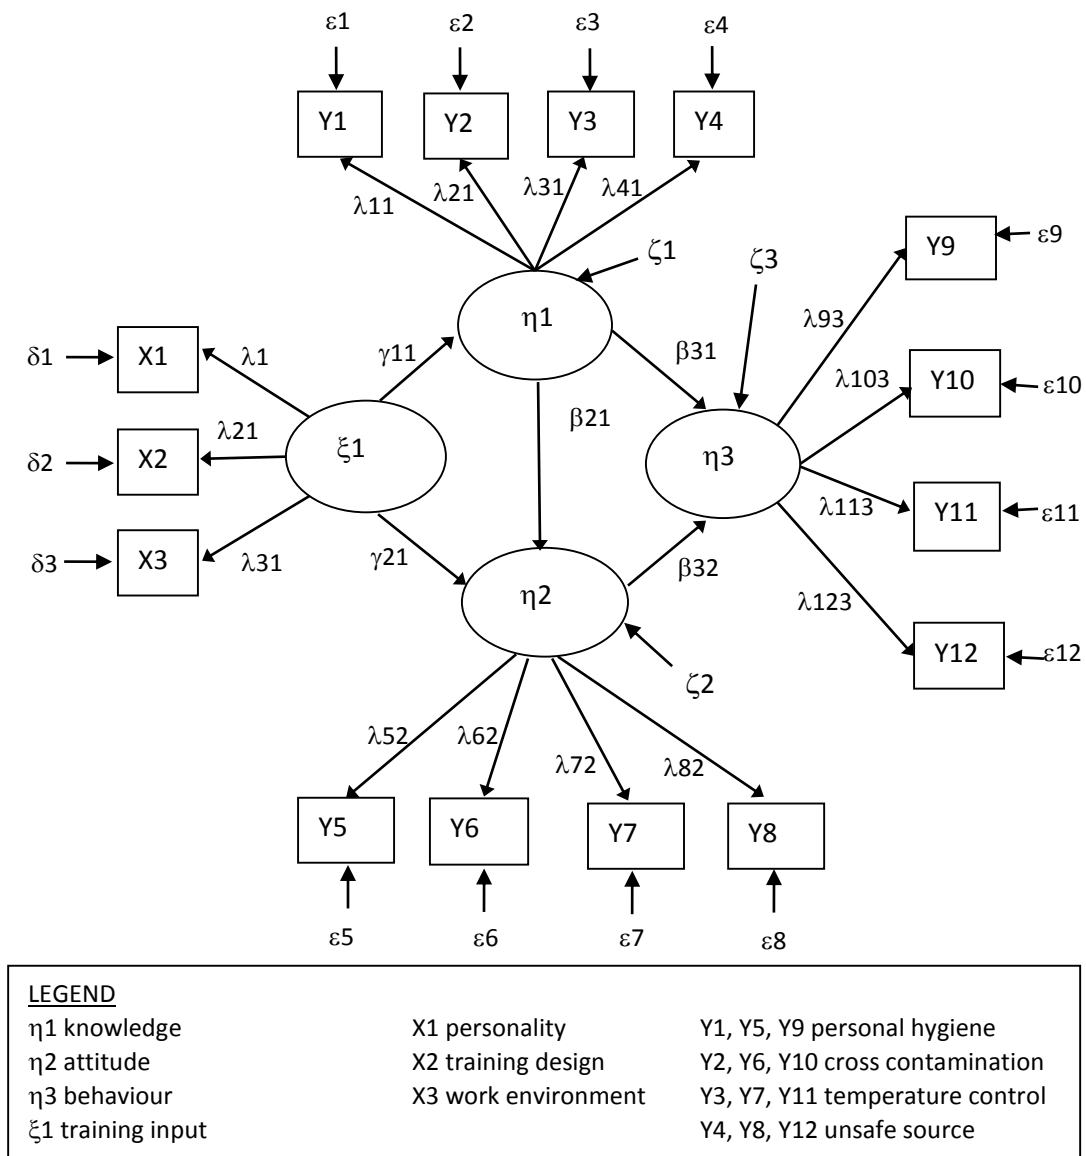 ε1 ε2 ε3 ε4
Y1 Y2 Y3 Y4
λ11 λ21 λ31 λ41
Y9 ε9
ζ1 ζ3
η1
λ93
δ1 X1 λ1 γ11 β31
λ103 Y10 ε10
λ21 β21
δ2 X2 ξ1 η3
λ113 Y11 ε11
δ3 X3 λ31 γ21 β32
η2 λ123
Y12 ε12
ζ2
λ52 λ62 λ72 λ82
Y5 Y6 Y7 Y8
ε5 ε6 ε7 ε8
LEGEND
η1 knowledge X1 personality Y1, Y5, Y9 personal hygiene
η2 attitude X2 training design Y2, Y6, Y10 cross contamination
η3 behaviour X3 work environment Y3, Y7, Y11 temperature control
ξ1 training input Y4, Y8, Y12 unsafe source